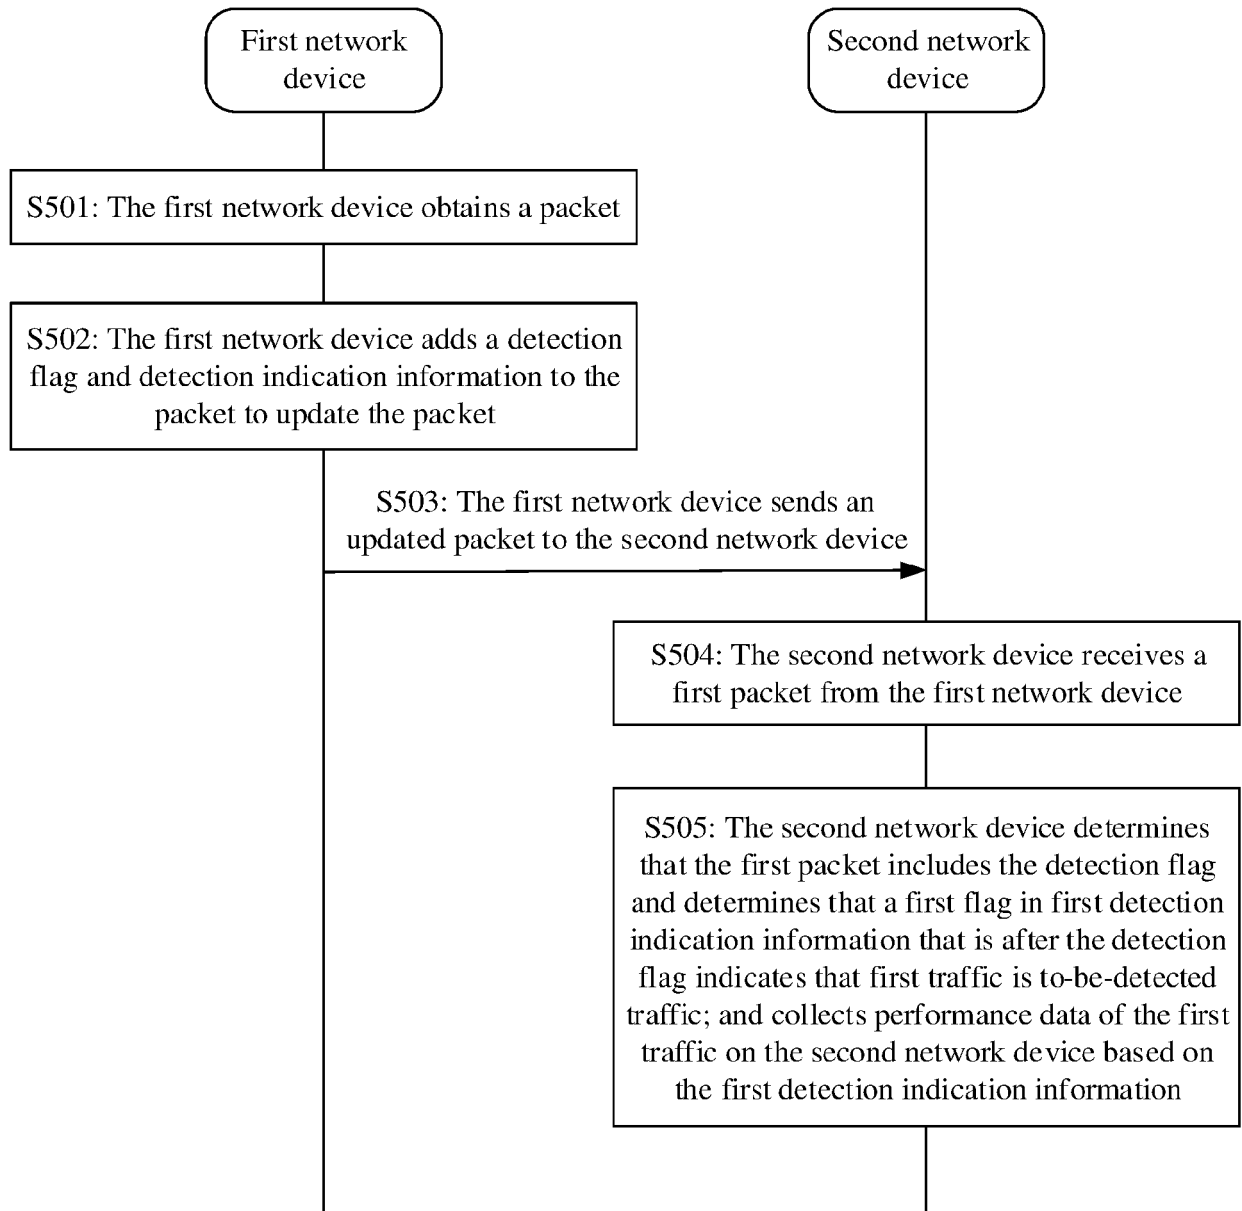 First network
device
Second network
device
S501: The first network device obtains a packet
S502: The first network device adds a detection
flag and detection indication information to the
packet to update the packet
S503: The first network device sends an
updated packet to the second network device
S504: The second network device receives a
first packet from the first network device
S505: The second network device determines
that the first packet includes the detection flag
and determines that a first flag in first detection
indication information that is after the detection
flag indicates that first traffic is to-be-detected
traffic; and collects performance data of the first
traffic on the second network device based on
the first detection indication information